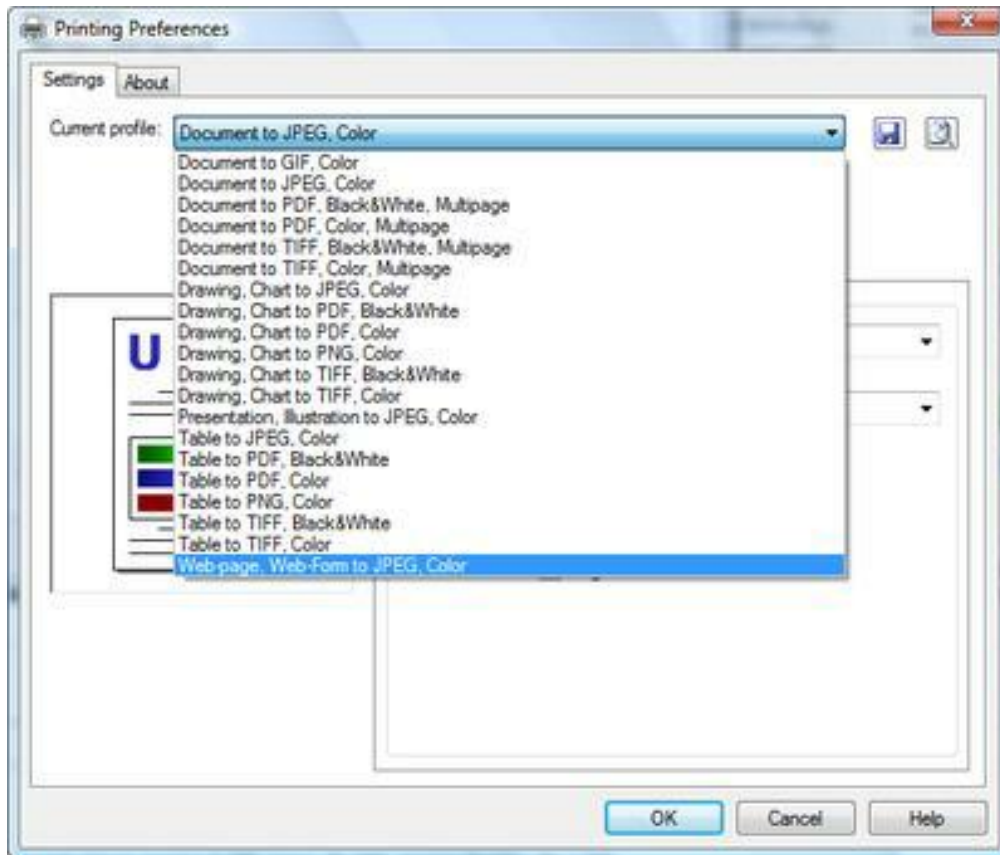 Printing Preferences
Settings About
Current profile: Document to JPEG, Color
Document to GIF, Color
Document to JPEG, Color
Document to PDF, Black&White, Multipage
Document to PDF, Color, Multipage
Document to TIFF, Black&White, Multipage
Document to TIFF, Color, Multipage
Drawing, Chart to JPEG, Color
Drawing, Chart to PDF, Black&White
Drawing, Chart to PDF, Color
Drawing, Chart to PNG, Color
Drawing, Chart to TIFF, Black&White
Drawing, Chart to TIFF, Color
Presentation, Illustration to JPEG, Color
Table to JPEG, Color
Table to PDF, Black&White
Table to PDF, Color
Table to PNG, Color
Table to TIFF, Black&White
Table to TIFF, Color
Web-page, Web-Form to JPEG, Color
U
OK Cancel Help